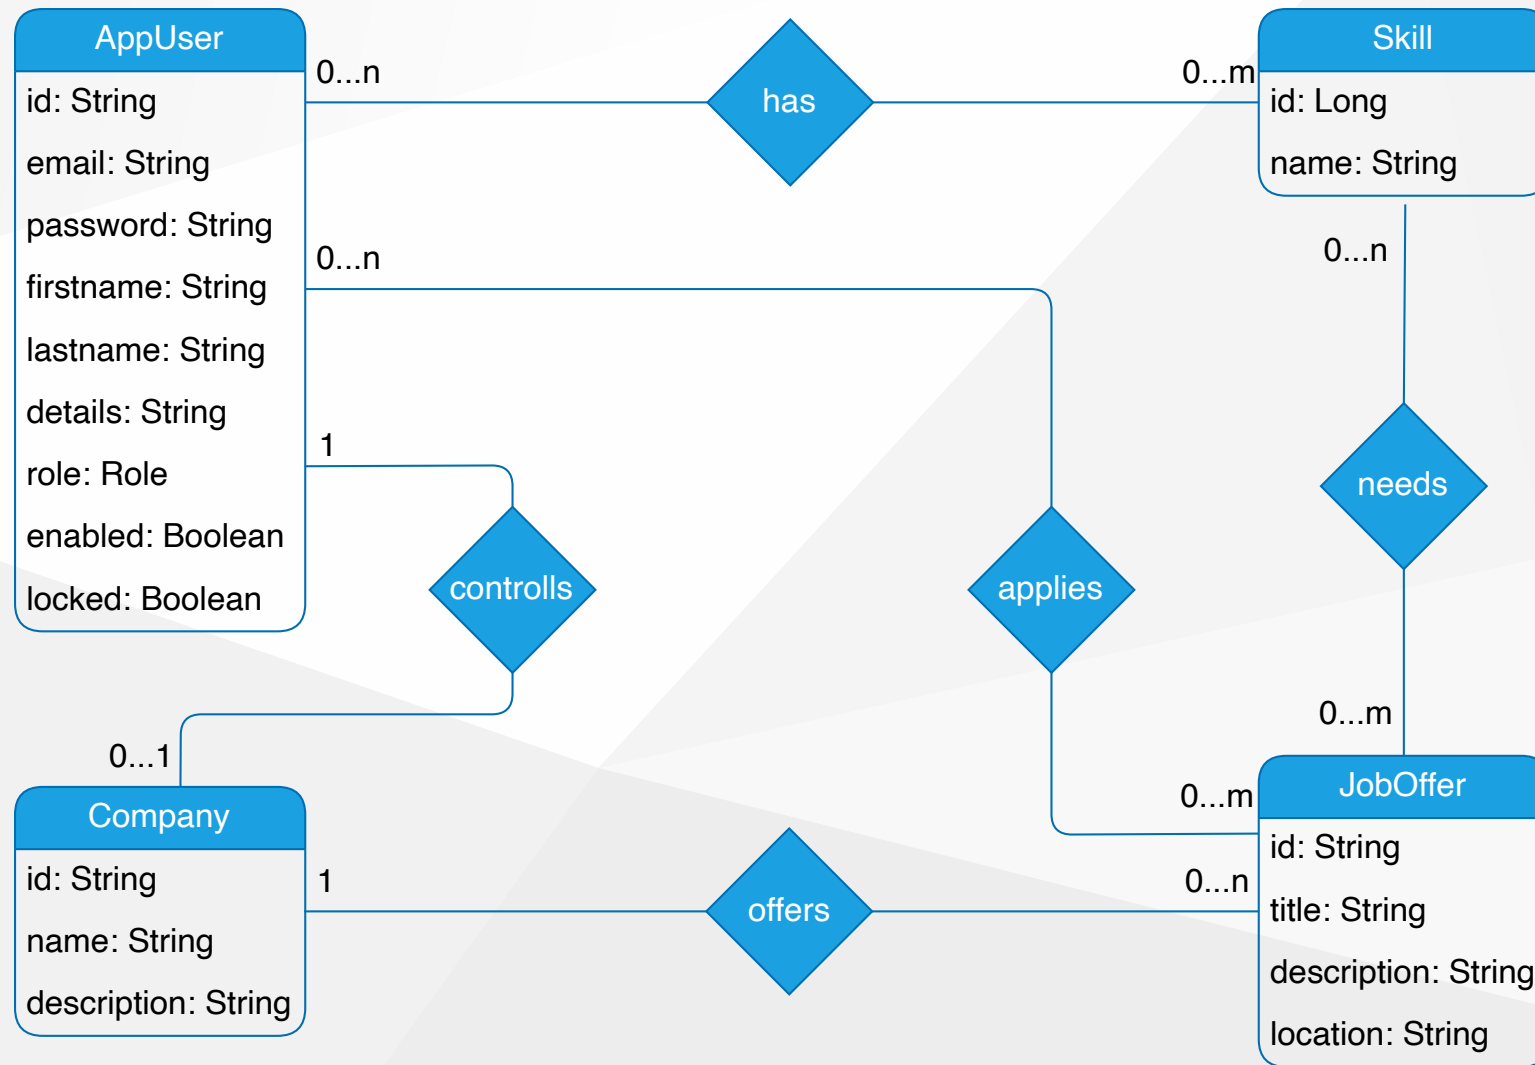 AppUser
id: String
email: String
password: String
firstname: String
lastname: String
details: String
role: Role
enabled: Boolean
locked: Boolean
0...n
has
0...m
Skill
id: Long
name: String
0...n
0...n
1
controlls
applies
needs
0...1
0...m
0...m
Company
id: String
name: String
description: String
1
offers
0...n
JobOffer
id: String
title: String
description: String
location: String